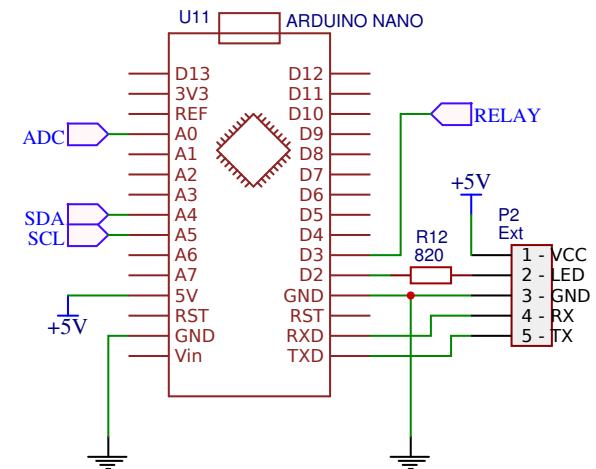 U11 ARDUINO NANO
D13 D12
3V3 D11
REF D10
RELAY
ADC A0 D9
A1 D8
A2 D7
A3 D6
SDA A4 D5
SCL A5 D4
A6 D3
A7 D2
5V GND
+5V
RST RST
GND RXD
Vin TXD
R12
820
+5V
P2
Ext
1 - VCC
2 - LED
3 - GND
4 - RX
5 - TX